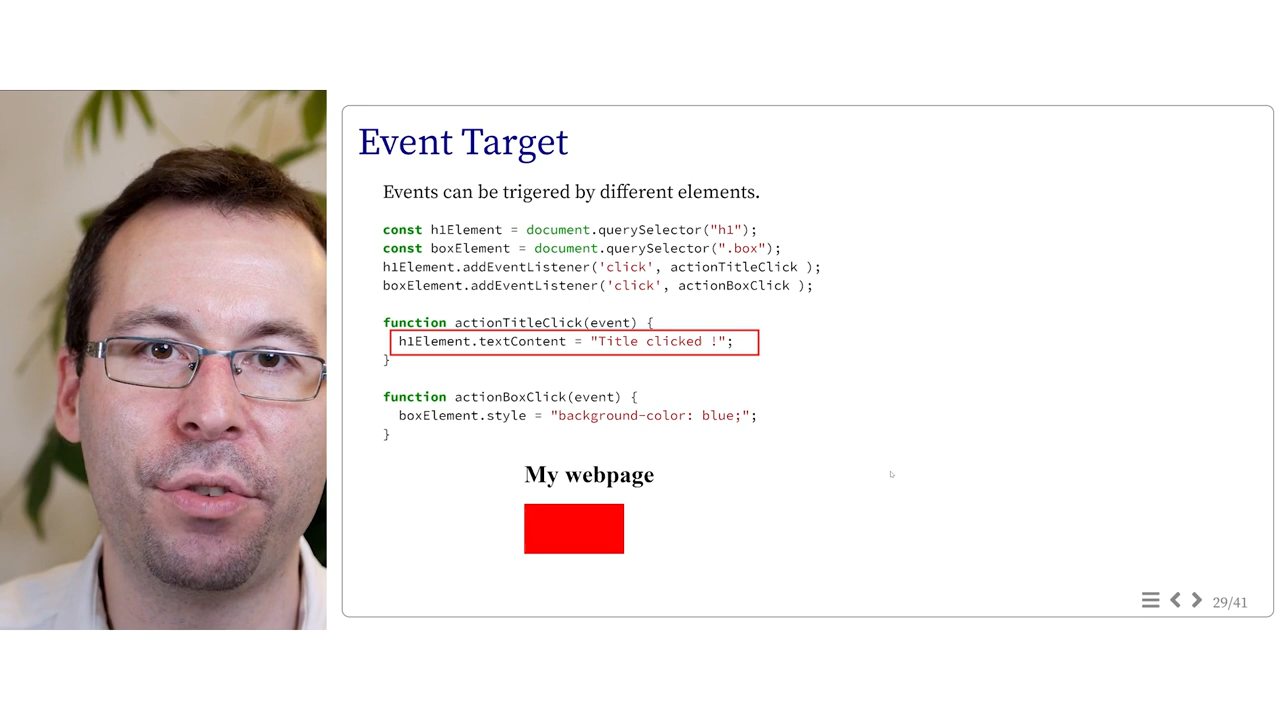 Event Target
Events can be trigered by different elements.
const h1Element = document.querySelector("h1");
const boxElement = document.querySelector(".box");
h1Element.addEventListener('click', actionTitleClick );
boxElement.addEventListener('click', actionBoxClick );
function actionTitleClick(event) {
  h1Element.textContent = "Title clicked !";
}
function actionBoxClick(event) {
  boxElement.style = "background-color: blue;";
}
My webpage
29/41